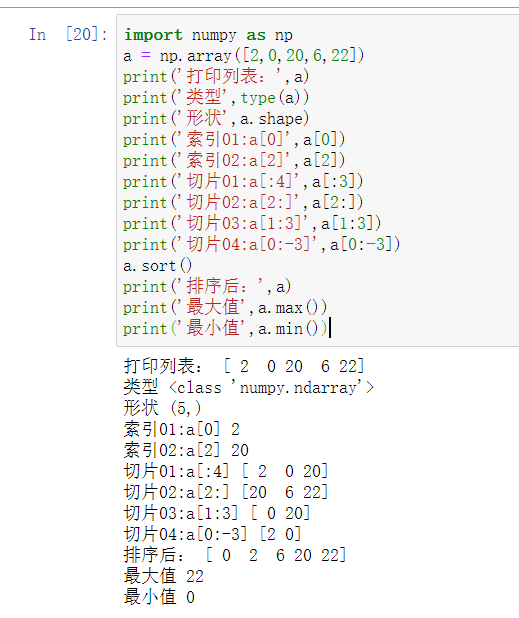 In [20]: import numpy as np
a = np.array([2,0,20,6,22])
print('打印列表：',a)
print('类型',type(a))
print('形状',a.shape)
print('索引01:a[0]',a[0])
print('索引02:a[2]',a[2])
print('切片01:a[:4]',a[:3])
print('切片02:a[2:]',a[2:])
print('切片03:a[1:3]',a[1:3])
print('切片04:a[0:-3]',a[0:-3])
a.sort()
print('排序后：',a)
print('最大值',a.max())
print('最小值',a.min())
打印列表： [ 2  0 20  6 22]
类型 <class 'numpy.ndarray'>
形状 (5,)
索引01:a[0] 2
索引02:a[2] 20
切片01:a[:4] [ 2  0 20]
切片02:a[2:] [20  6 22]
切片03:a[1:3] [ 0 20]
切片04:a[0:-3] [2 0]
排序后： [ 0  2  6 20 22]
最大值 22
最小值 0